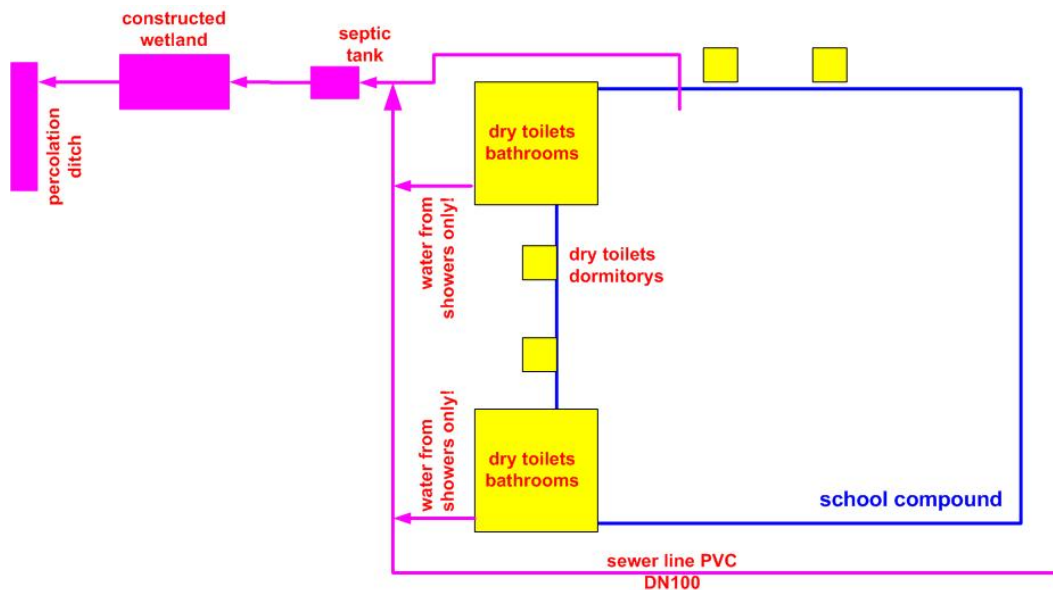 constructed
wetland
septic
tank
percolation
ditch
dry toilets
bathrooms
water from
showers only!
dry toilets
dormitorys
water from
showers only!
dry toilets
bathrooms
school compound
sewer line PVC
DN100